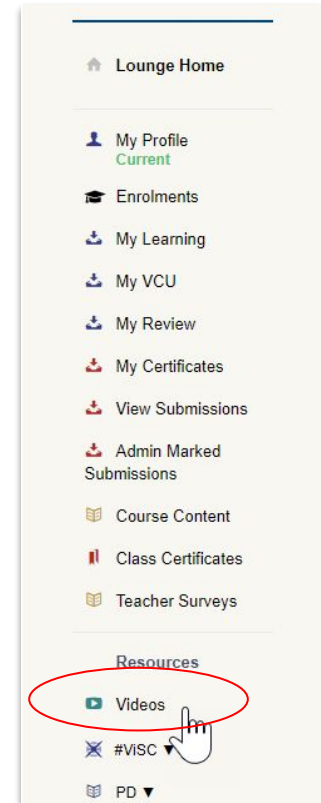 Lounge Home
My Profile
Current
Enrolments
My Learning
My VCU
My Review
My Certificates
View Submissions
Admin Marked
Submissions
Course Content
Class Certificates
Teacher Surveys
Resources
Videos
#ViSC ▼
PD ▼